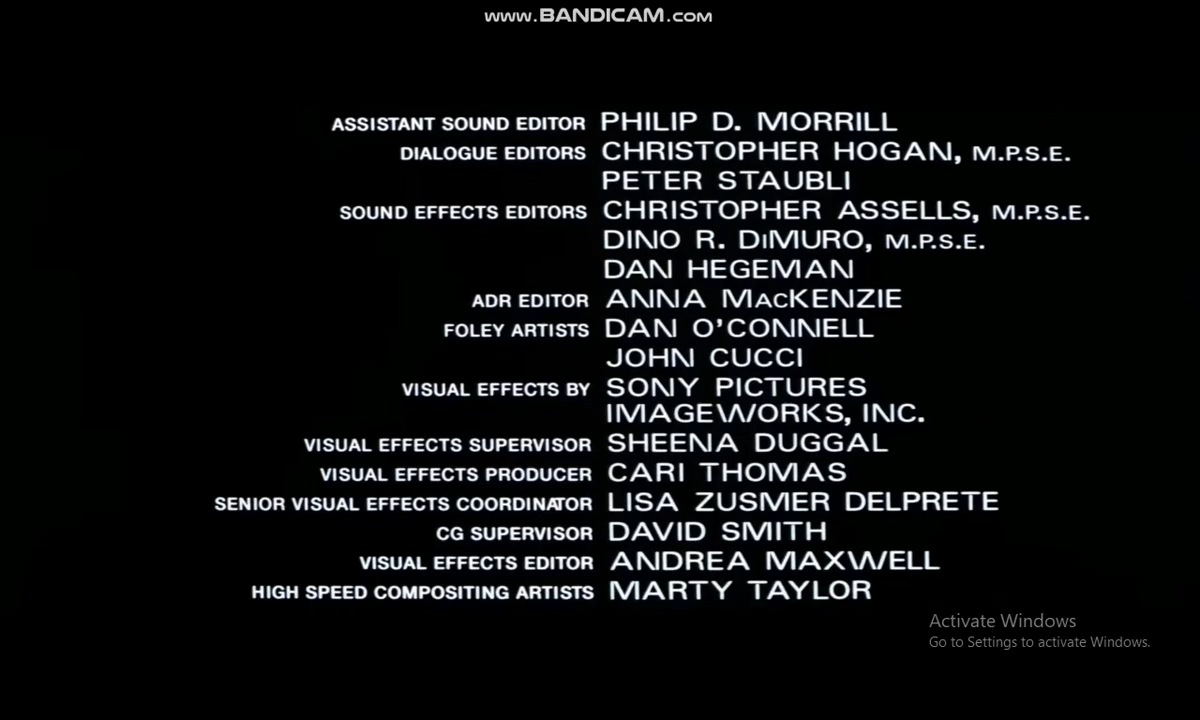 www.BANDICAM.com
ASSISTANT SOUND EDITOR PHILIP D. MORRILL
DIALOGUE EDITORS CHRISTOPHER HOGAN, M.P.S.E.
PETER STAUBLI
SOUND EFFECTS EDITORS CHRISTOPHER ASSELLS, M.P.S.E.
DINO R. DiMURO, M.P.S.E.
DAN HEGEMAN
ADR EDITOR ANNA MacKENZIE
FOLEY ARTISTS DAN O'CONNELL
JOHN CUCCI
VISUAL EFFECTS BY SONY PICTURES
IMAGEWORKS, INC.
VISUAL EFFECTS SUPERVISOR SHEENA DUGGAL
VISUAL EFFECTS PRODUCER CARI THOMAS
SENIOR VISUAL EFFECTS COORDINATOR LISA ZUSMER DELPRETE
CG SUPERVISOR DAVID SMITH
VISUAL EFFECTS EDITOR ANDREA MAXWELL
HIGH SPEED COMPOSITING ARTISTS MARTY TAYLOR
Activate Windows
Go to Settings to activate Windows.